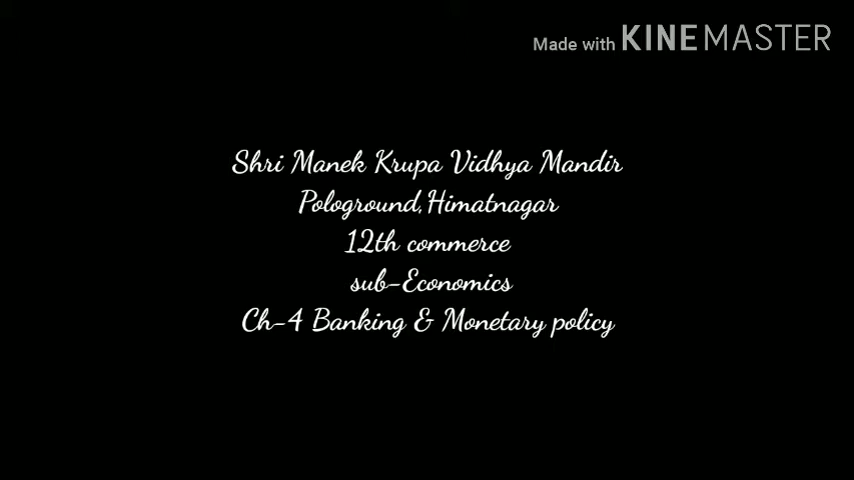 Made with KINEMASTER
Shri Manek Krupa Vidhya Mandir
Pologround,Himatnagar
12th commerce
sub-Economics
Ch-4 Banking & Monetary policy